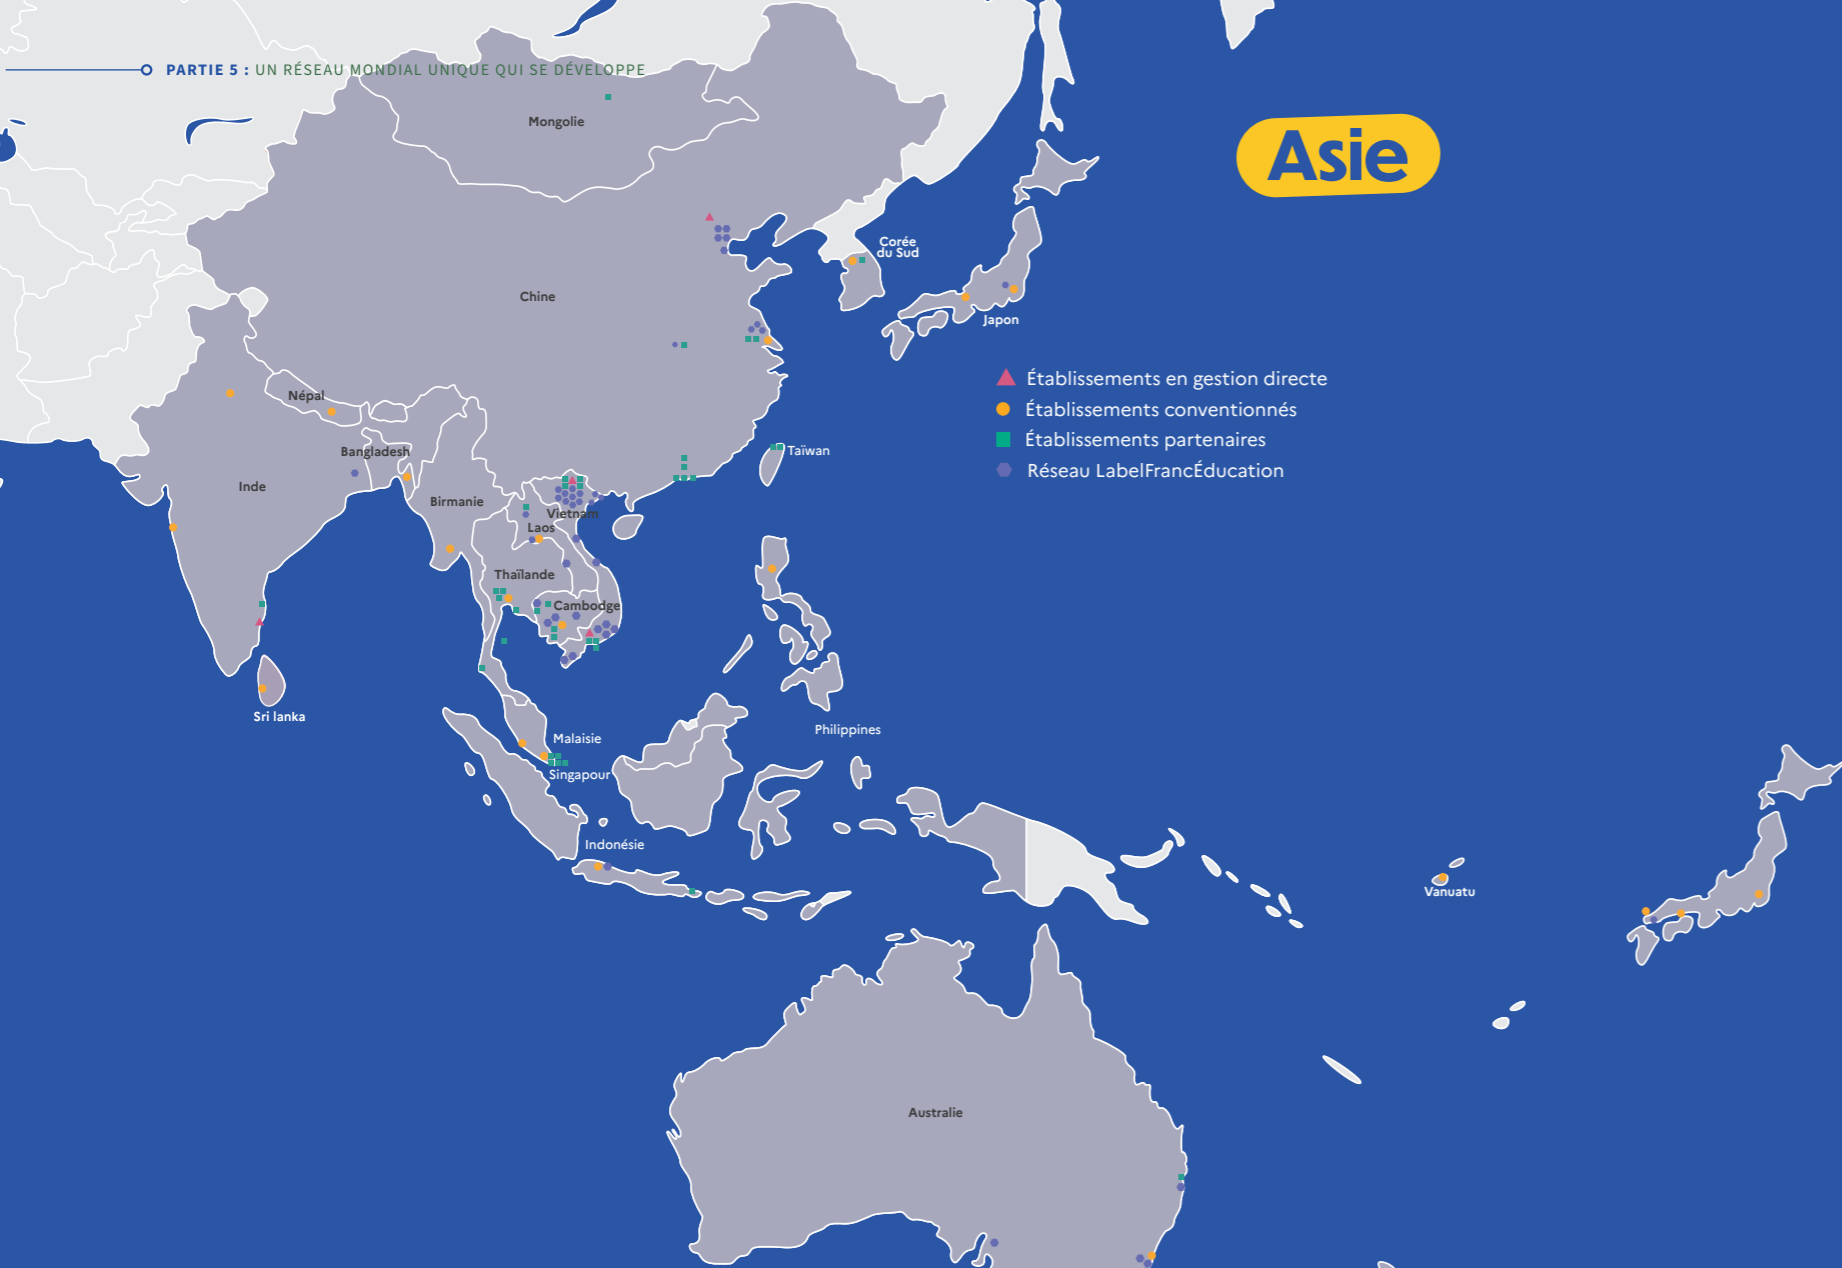 PARTIE 5 : UN RÉSEAU MONDIAL UNIQUE QUI SE DÉVELOPPE
Asie
Mongolie
Corée
du Sud
Chine
Japon
Établissements en gestion directe
Établissements conventionnés
Établissements partenaires
Réseau LabelFrancÉducation
Népal
Bangladesh
Taïwan
Inde
Birmanie
Vietnam
Laos
Thaïlande
Cambodge
Sri lanka
Philippines
Malaisie
1
Singapour
Indonésie
Vanuatu
Australie